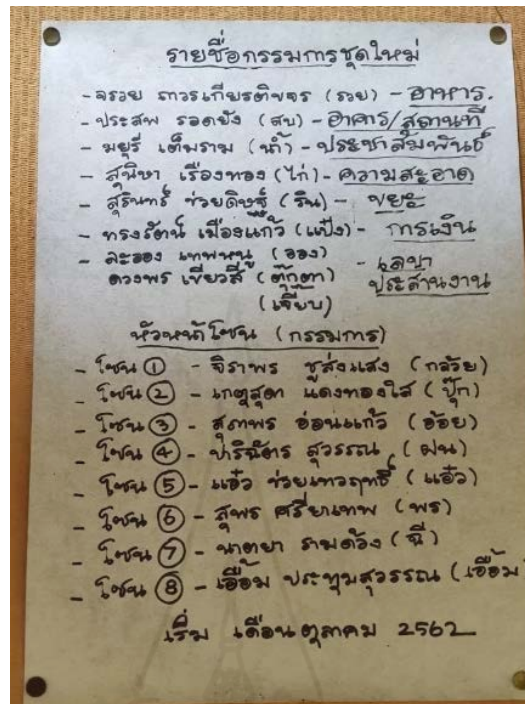 รายชื่อกรรมการชุดใหม่
- จรวย ถาวรเกียรติขจร (รวย) - อาหาร.
- ประสพ รอดยัง (สพ) - อาคาร/สถานที่
- มยุรี เต็มราม (น้ำ) - ประชาสัมพันธ์
- สุนิษา เรืองทอง (ไก่) - ความสะอาด
- สุรินทร์ ช่วยดิษฐ์ (ริน) - ขยะ
- ทรงรัตน์ เมืองแก้ว (แป๋ง) - การเงิน
- ละออง เทพหนู (ออง) - เลขา
ดวงพร เขียวสี (ตุ๊กตา) ประสานงาน
(เจี๊ยบ)
หัวหน้าโซน (กรรมการ)
- โซน ① - จิราพร ชูส่งแสง (กล้วย)
- โซน ② - เกตุสุดา แดงทองใส (ปุ๊ก)
- โซน ③ - สุภาพร อ่อนแก้ว (อ้อย)
- โซน ④ - ปาริฉัตร สุวรรณ (ฝน)
- โซน ⑤ - แอ๋ว ช่วยเทวฤทธิ์ (แอ๋ว)
- โซน ⑥ - สุพร ศรียาเทพ (พร)
- โซน ⑦ - นาตยา รามด้วง (ฉี)
- โซน ⑧ - เอื้อม ประทุมสุวรรณ (เอื้อม)
เริ่ม เดือนตุลาคม 2562